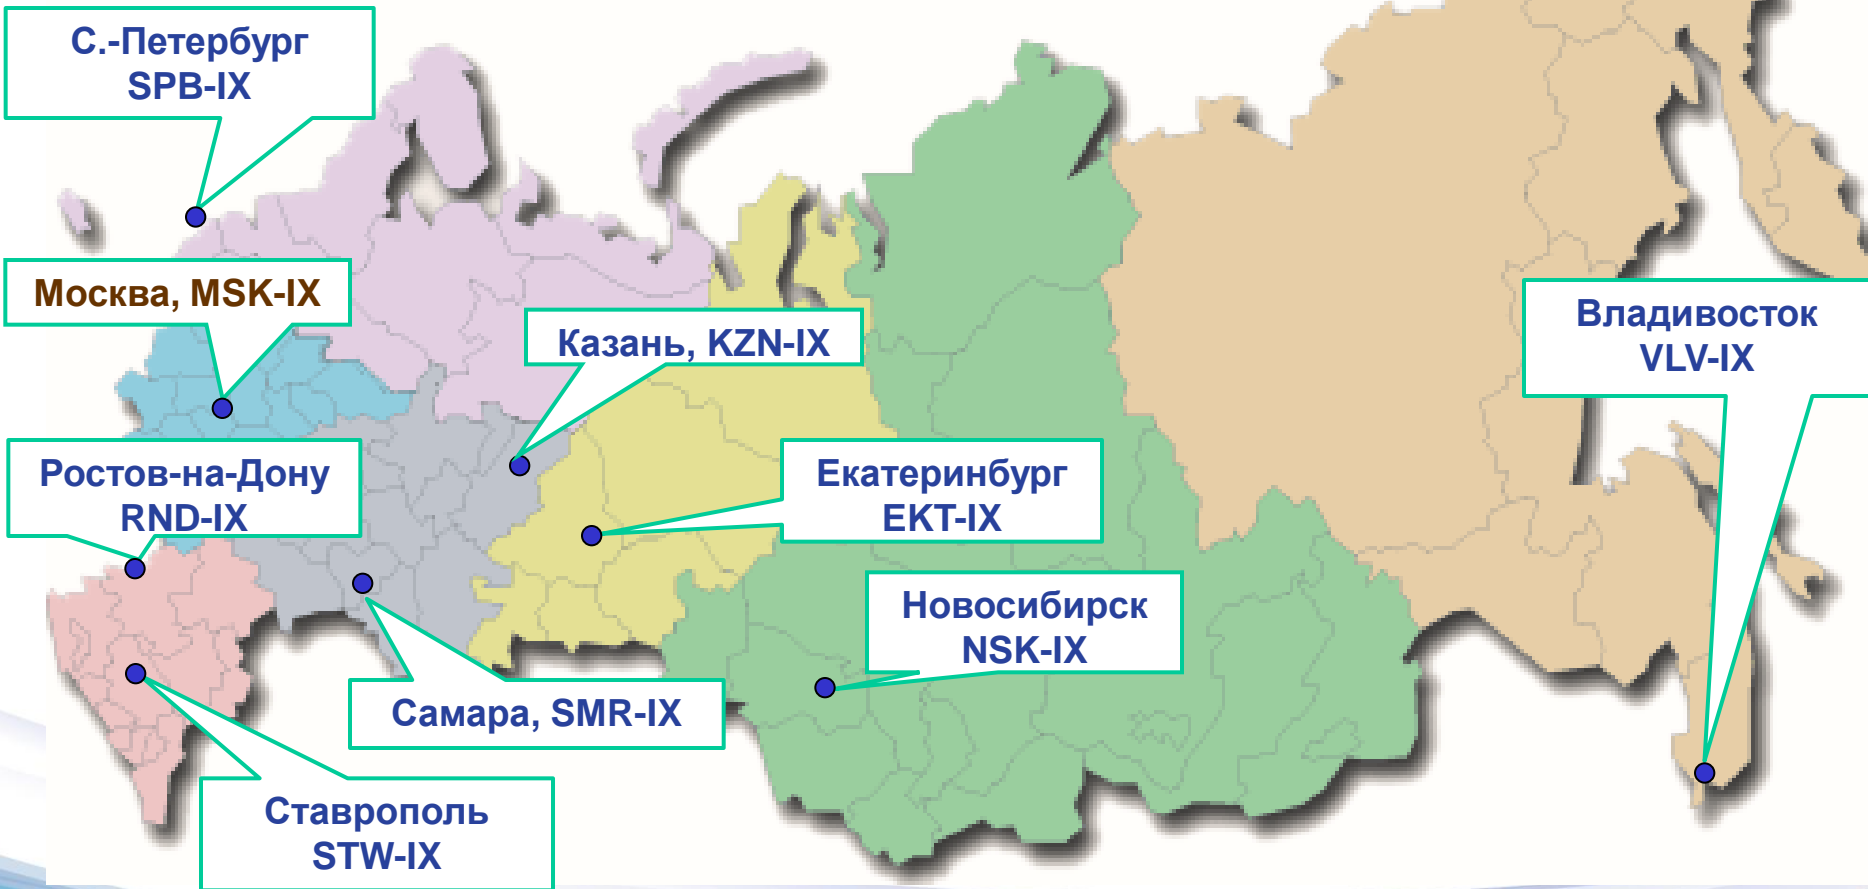 С.-Петербург
SPB-IX
Москва, MSK-IX
Казань, KZN-IX
Владивосток
VLV-IX
Ростов-на-Дону
RND-IX
Екатеринбург
EKT-IX
Новосибирск
NSK-IX
Самара, SMR-IX
Ставрополь
STW-IX